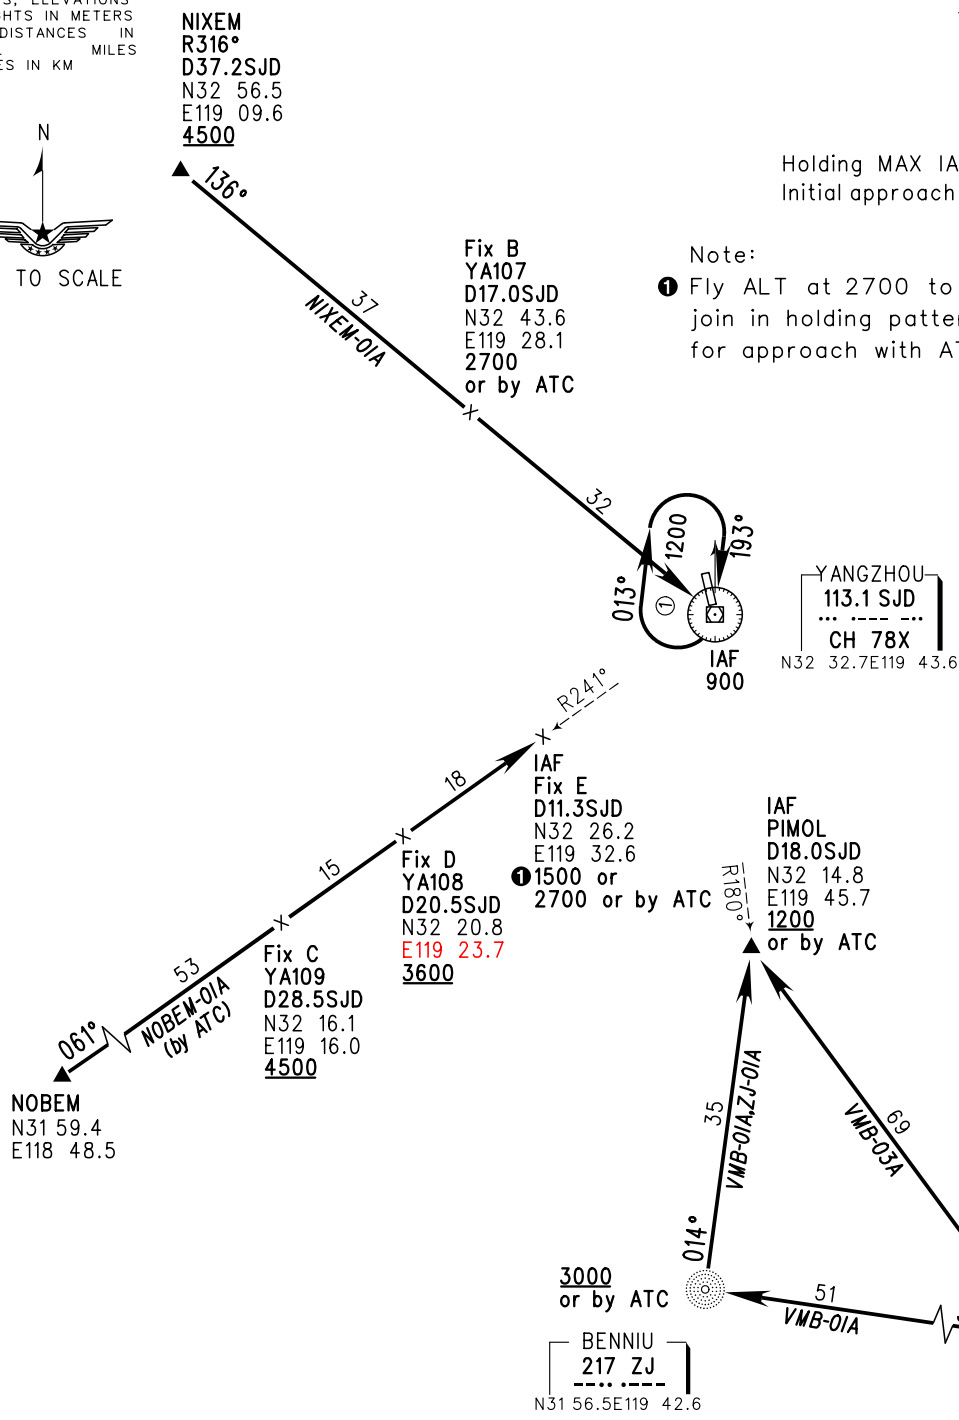 GHTS IN METERS
DISTANCES IN
MILES
ES IN KM
N
TO SCALE
NIXEM
R316°
D37.2SJD
N32 56.5
E119 09.6
4500
136°
37
NIXEM-01A
Holding MAX IA
Initial approach
Fix B
YA107
D17.0SJD
N32 43.6
E119 28.1
2700
or by ATC
Note:
❶ Fly ALT at 2700 to
join in holding patter
for approach with AT
32
1200
193°
013°
①
IAF
900
YANGZHOU
113.1 SJD
••• •--- -••
CH 78X
N32 32.7E119 43.6
R241°
IAF
Fix E
D11.3SJD
N32 26.2
E119 32.6
❶1500 or
2700 or by ATC
18
Fix D
YA108
D20.5SJD
N32 20.8
E119 23.7
3600
15
Fix C
YA109
D28.5SJD
N32 16.1
E119 16.0
4500
53
NOBEM-01A
(by ATC)
061°
NOBEM
N31 59.4
E118 48.5
IAF
PIMOL
D18.0SJD
N32 14.8
E119 45.7
1200
or by ATC
R180°
35
VMB-01A,ZJ-01A
014°
69
VMB-03A
3000
or by ATC
51
VMB-01A
BENNIU
217 ZJ
--•• •---
N31 56.5E119 42.6